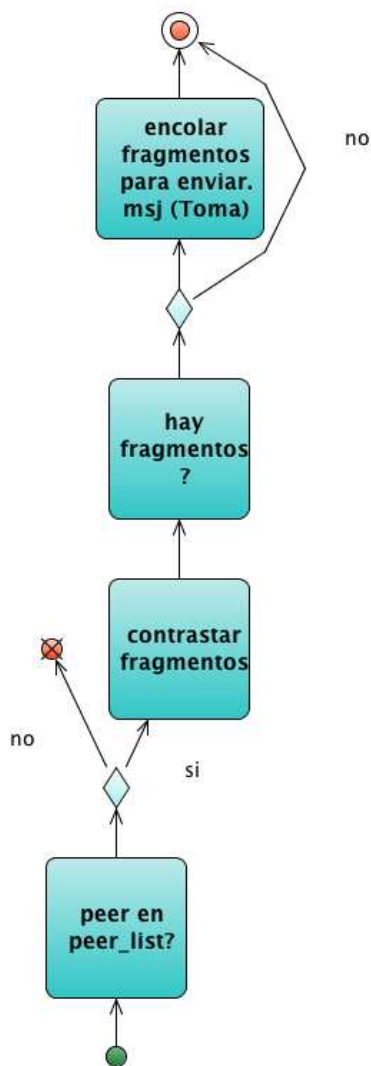 encolar
fragmentos
para enviar.
msj (Toma)
no
hay
fragmentos
?
contrastar
fragmentos
no
si
peer en
peer_list?